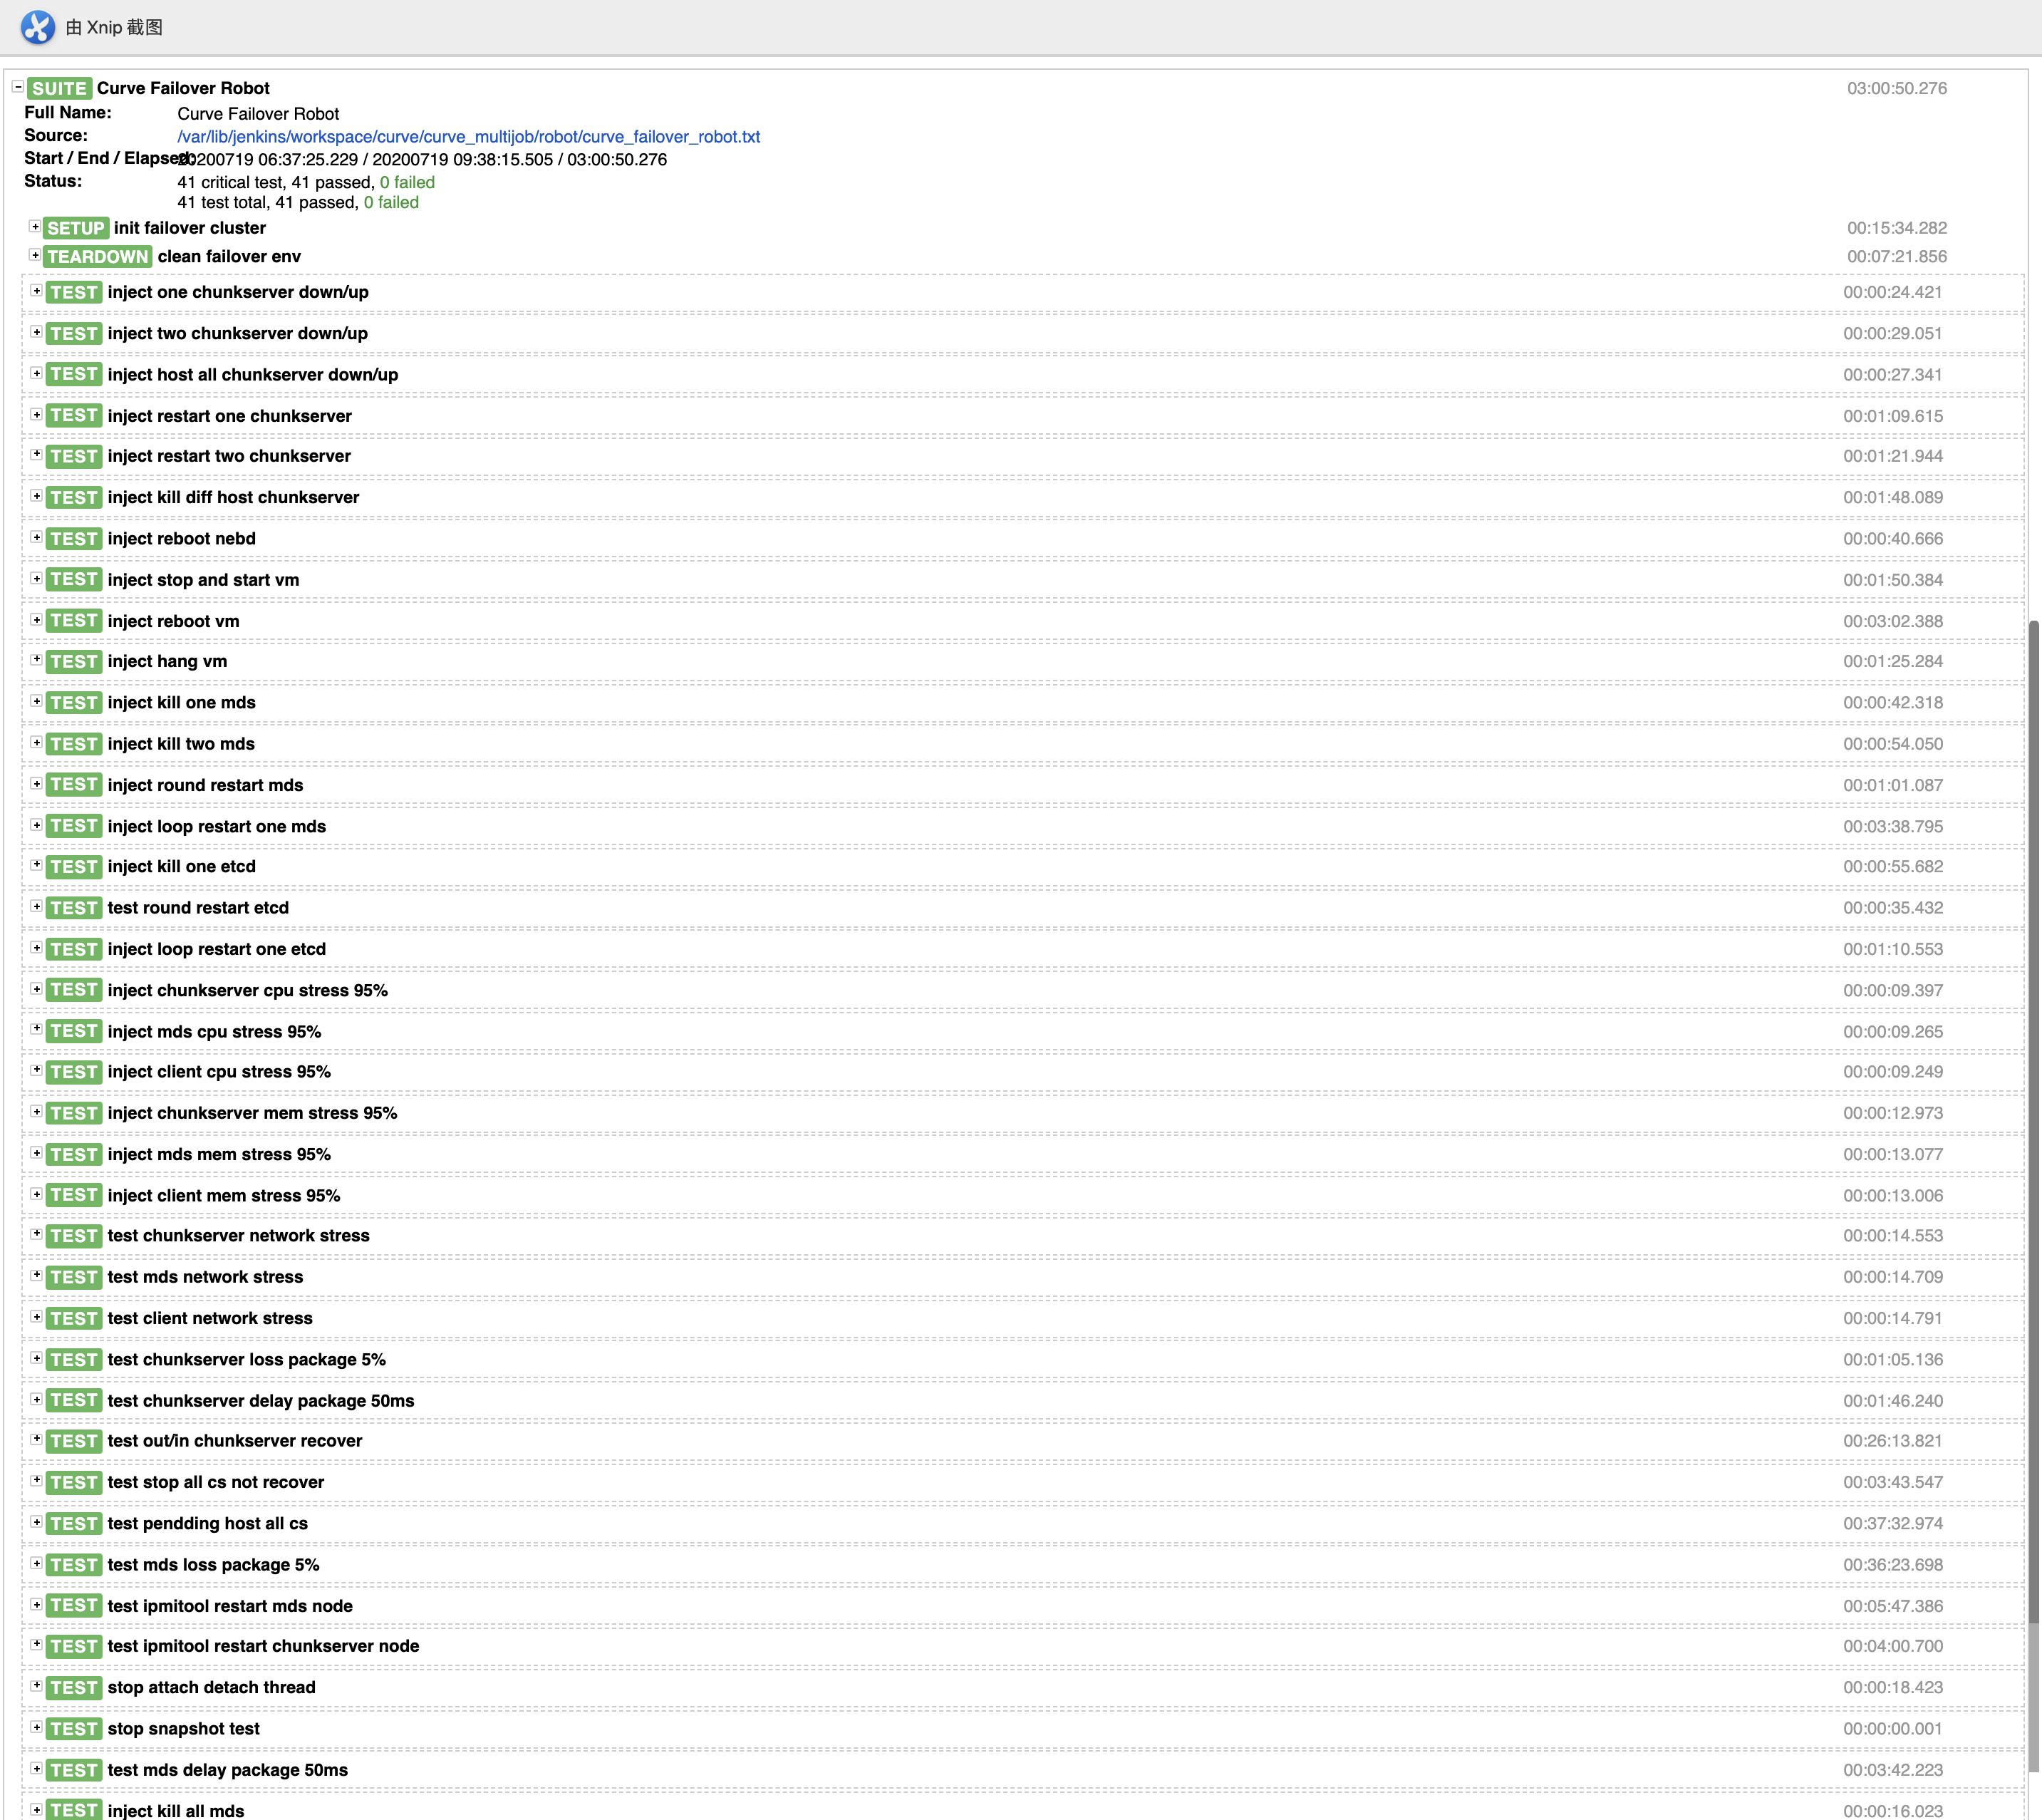 由 Xnip 截图
SUITE Curve Failover Robot 03:00:50.276
Full Name: Curve Failover Robot
Source: /var/lib/jenkins/workspace/curve/curve_multijob/robot/curve_failover_robot.txt
Start / End / Elapsed: 20200719 06:37:25.229 / 20200719 09:38:15.505 / 03:00:50.276
Status: 41 critical test, 41 passed, 0 failed
41 test total, 41 passed, 0 failed
SETUP init failover cluster 00:15:34.282
TEARDOWN clean failover env 00:07:21.856
TEST inject one chunkserver down/up 00:00:24.421
TEST inject two chunkserver down/up 00:00:29.051
TEST inject host all chunkserver down/up 00:00:27.341
TEST inject restart one chunkserver 00:01:09.615
TEST inject restart two chunkserver 00:01:21.944
TEST inject kill diff host chunkserver 00:01:48.089
TEST inject reboot nebd 00:00:40.666
TEST inject stop and start vm 00:01:50.384
TEST inject reboot vm 00:03:02.388
TEST inject hang vm 00:01:25.284
TEST inject kill one mds 00:00:42.318
TEST inject kill two mds 00:00:54.050
TEST inject round restart mds 00:01:01.087
TEST inject loop restart one mds 00:03:38.795
TEST inject kill one etcd 00:00:55.682
TEST test round restart etcd 00:00:35.432
TEST inject loop restart one etcd 00:01:10.553
TEST inject chunkserver cpu stress 95% 00:00:09.397
TEST inject mds cpu stress 95% 00:00:09.265
TEST inject client cpu stress 95% 00:00:09.249
TEST inject chunkserver mem stress 95% 00:00:12.973
TEST inject mds mem stress 95% 00:00:13.077
TEST inject client mem stress 95% 00:00:13.006
TEST test chunkserver network stress 00:00:14.553
TEST test mds network stress 00:00:14.709
TEST test client network stress 00:00:14.791
TEST test chunkserver loss package 5% 00:01:05.136
TEST test chunkserver delay package 50ms 00:01:46.240
TEST test out/in chunkserver recover 00:26:13.821
TEST test stop all cs not recover 00:03:43.547
TEST test pendding host all cs 00:37:32.974
TEST test mds loss package 5% 00:36:23.698
TEST test ipmitool restart mds node 00:05:47.386
TEST test ipmitool restart chunkserver node 00:04:00.700
TEST stop attach detach thread 00:00:18.423
TEST stop snapshot test 00:00:00.001
TEST test mds delay package 50ms 00:03:42.223
TEST inject kill all mds 00:00:16.023